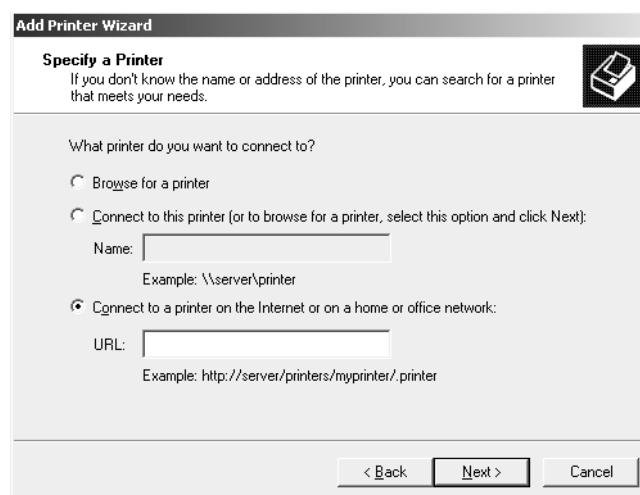 Add Printer Wizard
Specify a Printer
If you don't know the name or address of the printer, you can search for a printer
that meets your needs.
What printer do you want to connect to?
Browse for a printer
Connect to this printer (or to browse for a printer, select this option and click Next):
Name:
Example: \\server\printer
Connect to a printer on the Internet or on a home or office network:
URL:
Example: http://server/printers/myprinter/.printer
< Back Next > Cancel